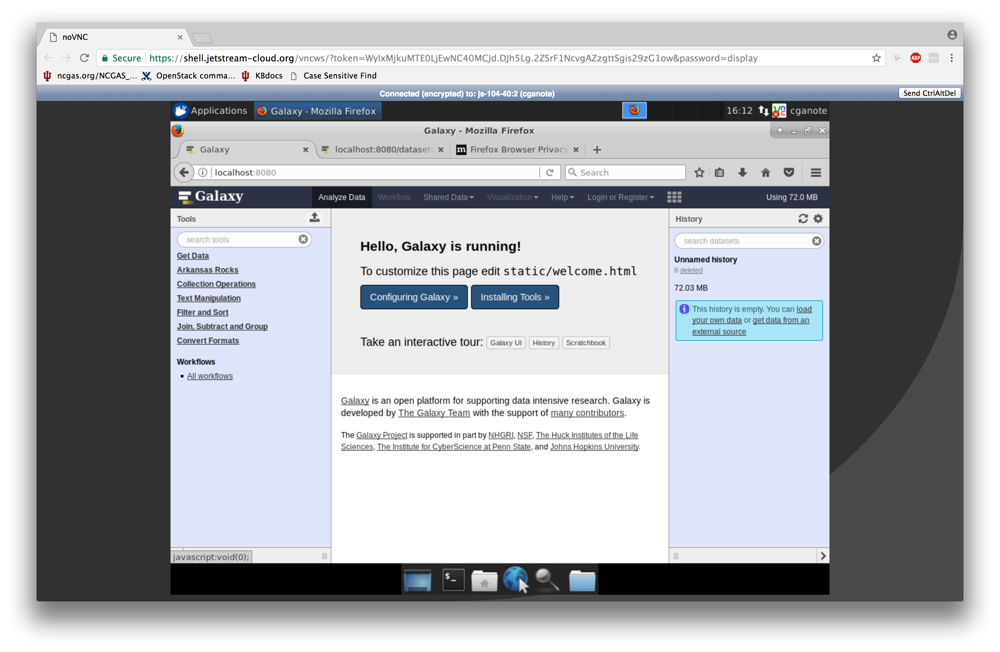 noVNC
Secure https://shell.jetstream-cloud.org/vncws/?token=WyIxMjkuMTE0LjEwNC40MCJd.DJh5Lg.2ZSrF1NcvgAZzgttSgis29zG1ow&password=display
ABP
ncgas.org/NCGAS_... OpenStack comma... KBdocs Case Sensitive Find
Connected (encrypted) to: js-104-40:2 (cganote) Send CtrlAltDel
Applications Galaxy - Mozilla Firefox 16:12 cganote
Galaxy - Mozilla Firefox
Galaxy localhost:8080/datasets m Firefox Browser Privacy
localhost:8080 Search
Galaxy Analyze Data Workflow Shared Data Visualization Help Login or Register Using 72.0 MB
Tools
search tools
Get Data
Arkansas Rocks
Collection Operations
Text Manipulation
Filter and Sort
Join, Subtract and Group
Convert Formats
Workflows
All workflows
Hello, Galaxy is running!
To customize this page edit static/welcome.html
Configuring Galaxy » Installing Tools »
Take an interactive tour: Galaxy UI History Scratchbook
Galaxy is an open platform for supporting data intensive research. Galaxy is
developed by The Galaxy Team with the support of many contributors.
The Galaxy Project is supported in part by NHGRI, NSF, The Huck Institutes of the Life
Sciences, The Institute for CyberScience at Penn State, and Johns Hopkins University.
History
search datasets
Unnamed history
6 deleted
72.03 MB
This history is empty. You can load
your own data or get data from an
external source
javascript:void(0);
$_